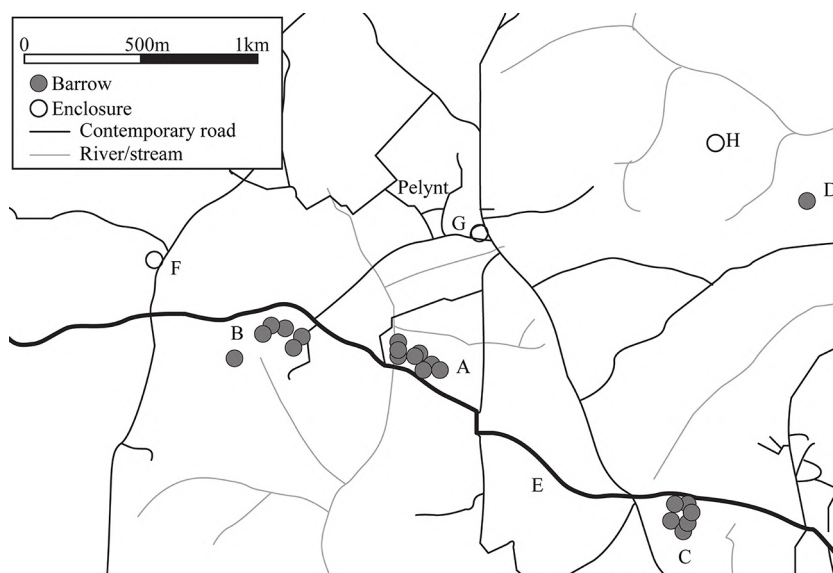 0 500m 1km
Barrow
Enclosure
Contemporary road
River/stream
H
Pelynt
D
G
F
B
A
E
C